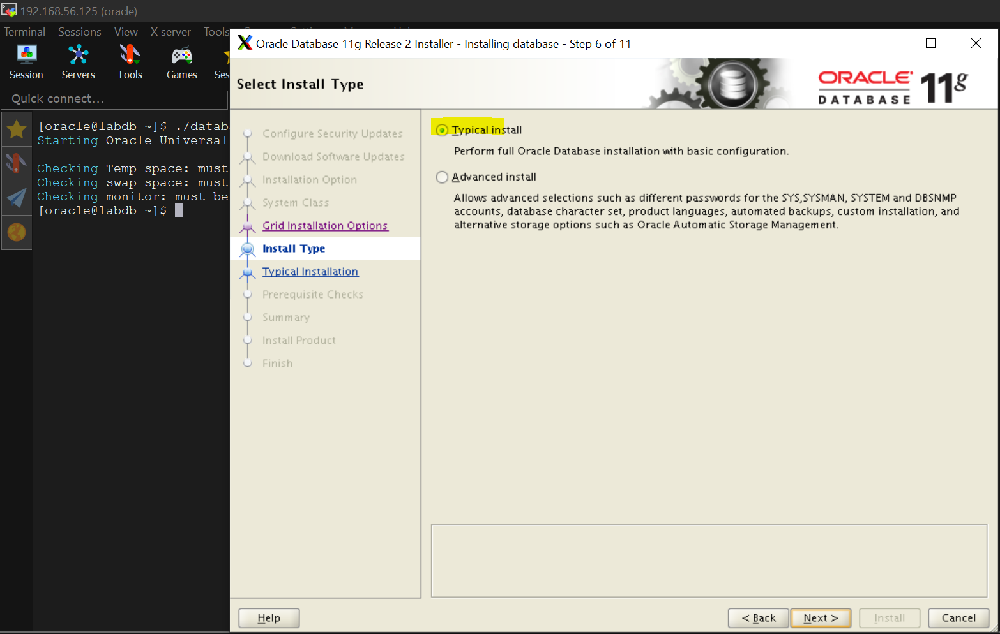 192.168.56.125 (oracle)
Terminal Sessions View X server Tools
Session Servers Tools Games Ses
Quick connect...
[oracle@labdb ~]$ ./datab
Starting Oracle Universal
Checking Temp space: must
Checking swap space: must
Checking monitor: must be
[oracle@labdb ~]$
Oracle Database 11g Release 2 Installer - Installing database - Step 6 of 11
Select Install Type
ORACLE
DATABASE 11g
Configure Security Updates
Download Software Updates
Installation Option
System Class
Grid Installation Options
Install Type
Typical Installation
Prerequisite Checks
Summary
Install Product
Finish
Typical install
Perform full Oracle Database installation with basic configuration.
Advanced install
Allows advanced selections such as different passwords for the SYS,SYSMAN, SYSTEM and DBSNMP
accounts, database character set, product languages, automated backups, custom installation, and
alternative storage options such as Oracle Automatic Storage Management.
Help
< Back
Next >
Install
Cancel